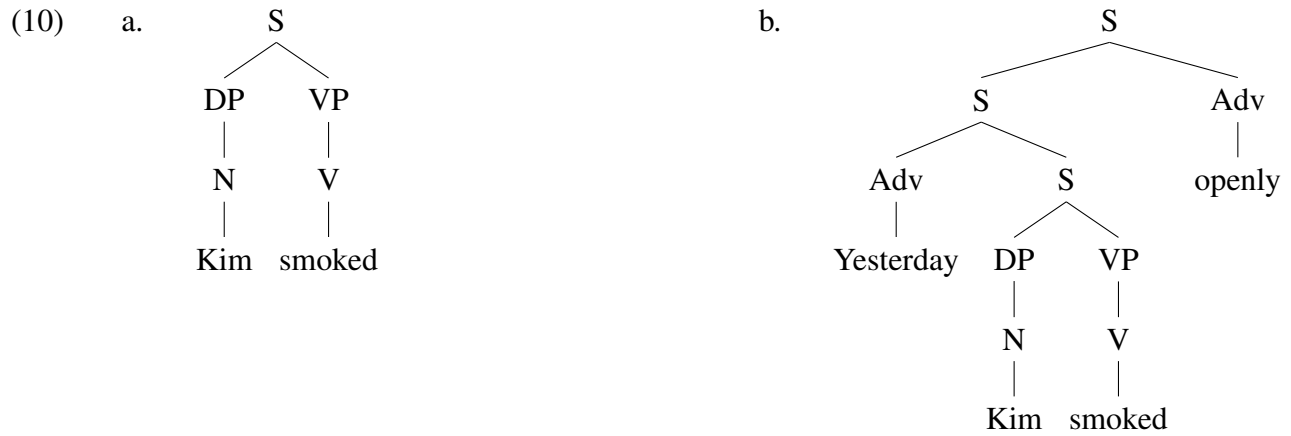 (10) a. S b. S
DP VP S Adv
N V Adv S openly
Kim smoked Yesterday DP VP
N V
Kim smoked